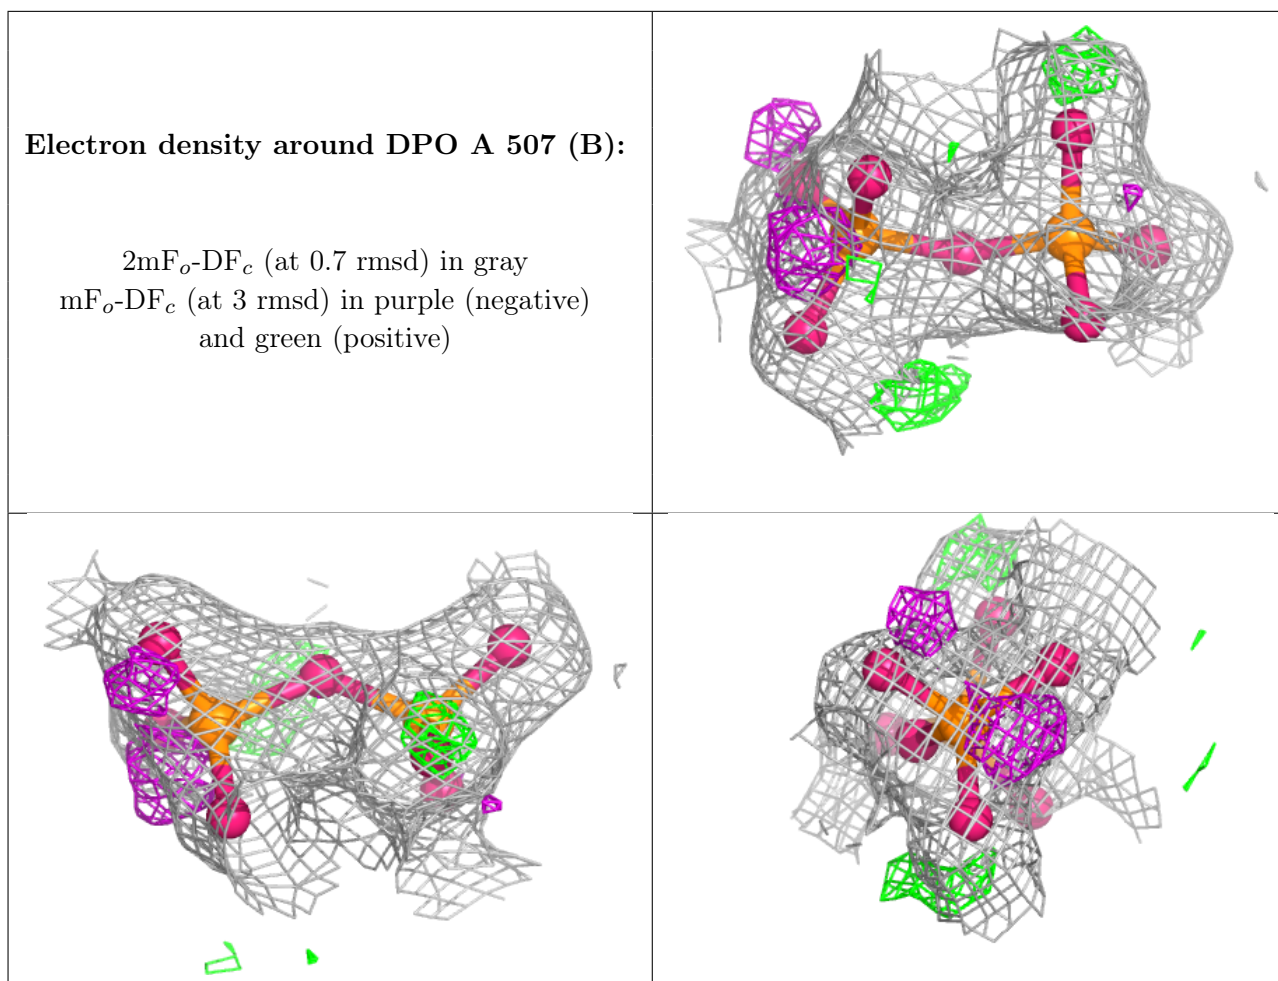 Electron density around DPO A 507 (B):
2mFo-DFc (at 0.7 rmsd) in gray
mFo-DFc (at 3 rmsd) in purple (negative)
and green (positive)